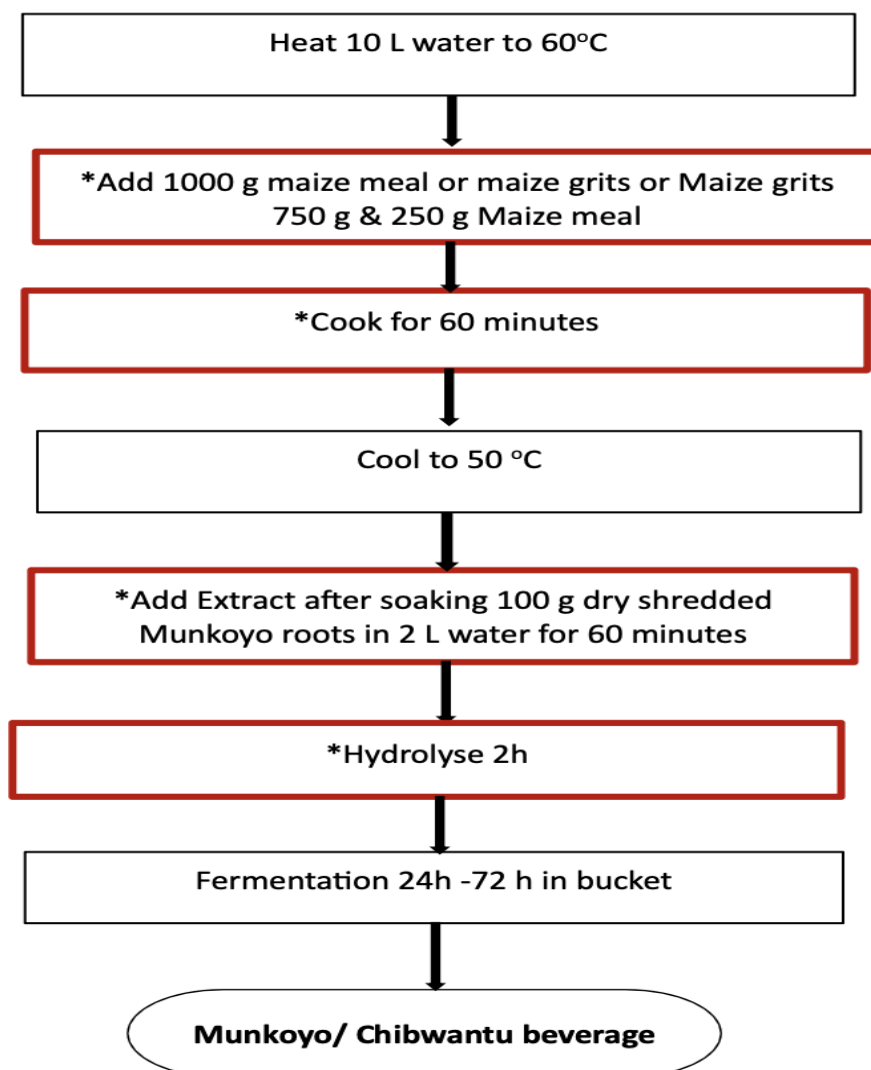 Heat 10 L water to 60°C
*Add 1000 g maize meal or maize grits or Maize grits
750 g & 250 g Maize meal
*Cook for 60 minutes
Cool to 50 °C
*Add Extract after soaking 100 g dry shredded
Munkoyo roots in 2 L water for 60 minutes
*Hydrolyse 2h
Fermentation 24h -72 h in bucket
Munkoyo/ Chibwantu beverage